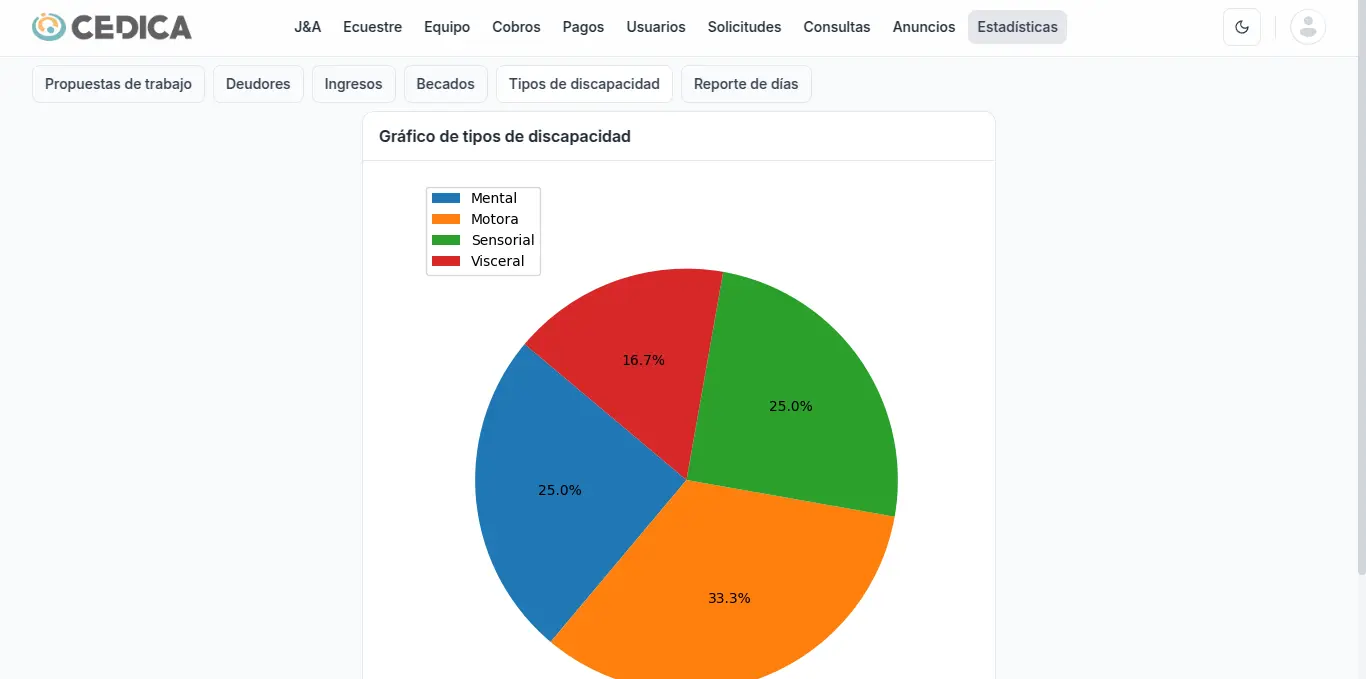 CEDICA
J&A Ecuestre Equipo Cobros Pagos Usuarios Solicitudes Consultas Anuncios Estadísticas
Propuestas de trabajo Deudores Ingresos Becados Tipos de discapacidad Reporte de días
Gráfico de tipos de discapacidad
Mental
Motora
Sensorial
Visceral
16.7%
25.0%
25.0%
33.3%